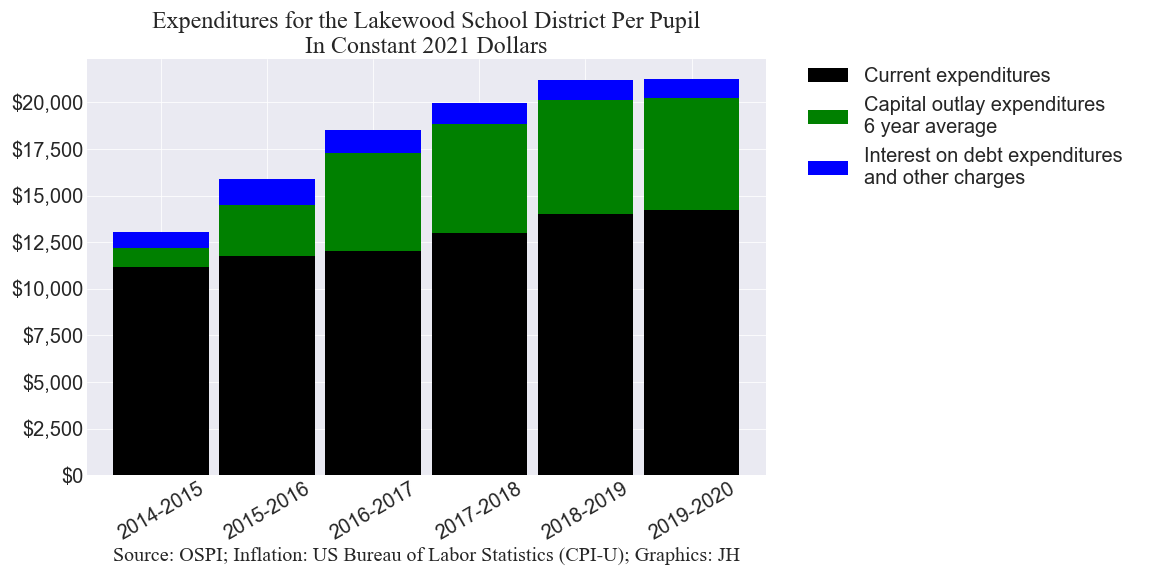 Expenditures for the Lakewood School District Per Pupil
In Constant 2021 Dollars
$20,000
$17,500
$15,000
$12,500
$10,000
$7,500
$5,000
$2,500
$0
2014-2015
2015-2016
2016-2017
2017-2018
2018-2019
2019-2020
Source: OSPI; Inflation: US Bureau of Labor Statistics (CPI-U); Graphics: JH
Current expenditures
Capital outlay expenditures
6 year average
Interest on debt expenditures
and other charges